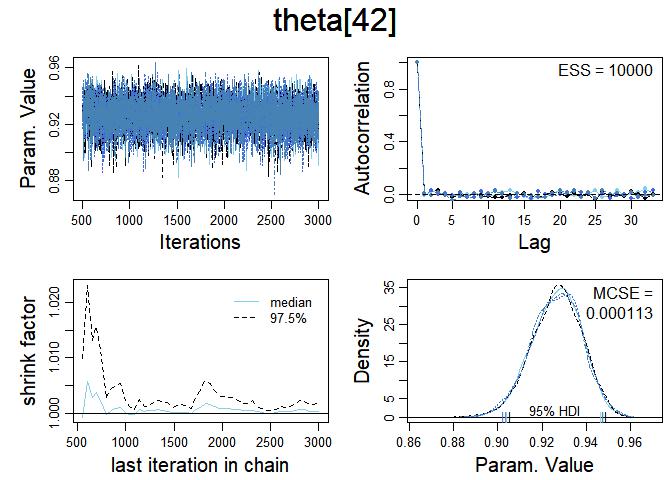 theta[42]
Param. Value
0.88
0.92
0.96
500 1000 1500 2000 2500 3000
Iterations
Autocorrelation
0.0
0.4
0.8
ESS = 10000
0 5 10 15 20 25 30
Lag
shrink factor
1.000
1.010
1.020
median
97.5%
500 1000 1500 2000 2500 3000
last iteration in chain
Density
0
5
15
25
35
MCSE =
0.000113
95% HDI
0.86 0.88 0.90 0.92 0.94 0.96
Param. Value